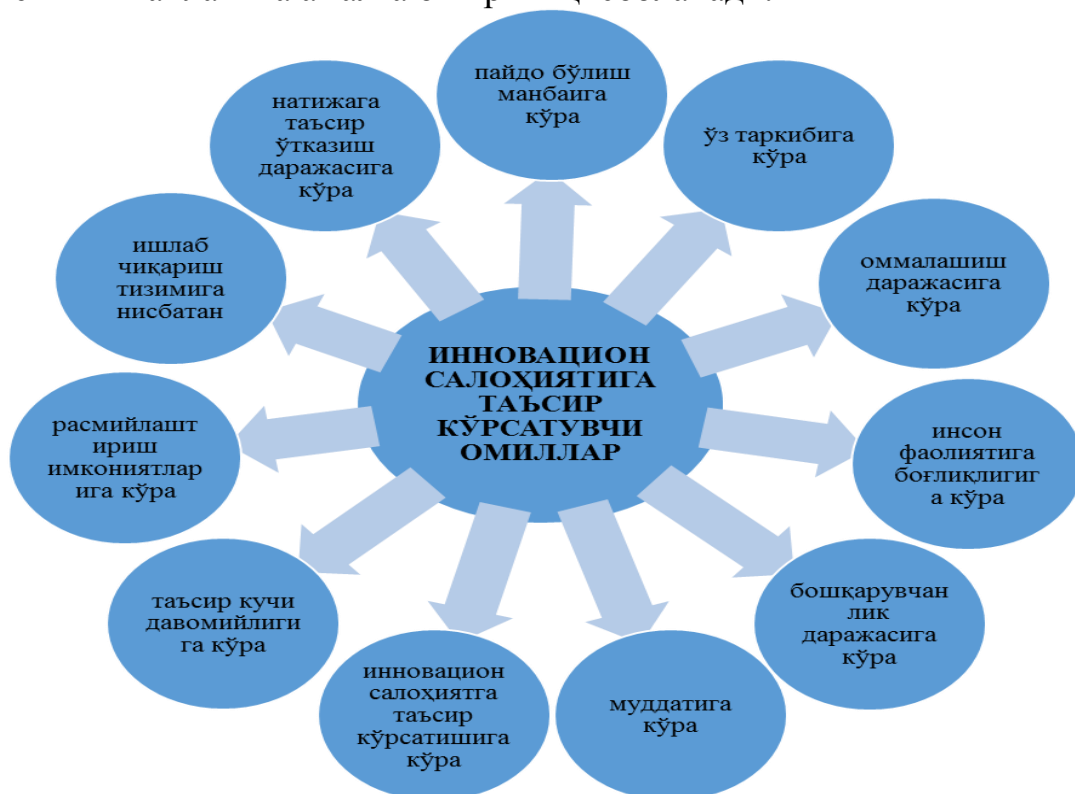 пайдо бўлиш
манбаига
кўра
ўз таркибига
кўра
оммалашиш
даражасига
кўра
инсон
фаолиятига
боғлиқлигиг
а кўра
бошқарувчан
лик
даражасига
кўра
муддатига
кўра
инновацион
салоҳиятга
таъсир
кўрсатишига
кўра
таъсир кучи
давомийлиги
га кўра
расмийлашт
ириш
имкониятлар
ига кўра
ишлаб
чиқариш
тизимига
нисбатан
натижага
таъсир
ўтказиш
даражасига
кўра
ИННОВАЦИОН
САЛОҲИЯТИГА
ТАЪСИР
КЎРСАТУВЧИ
ОМИЛЛАР